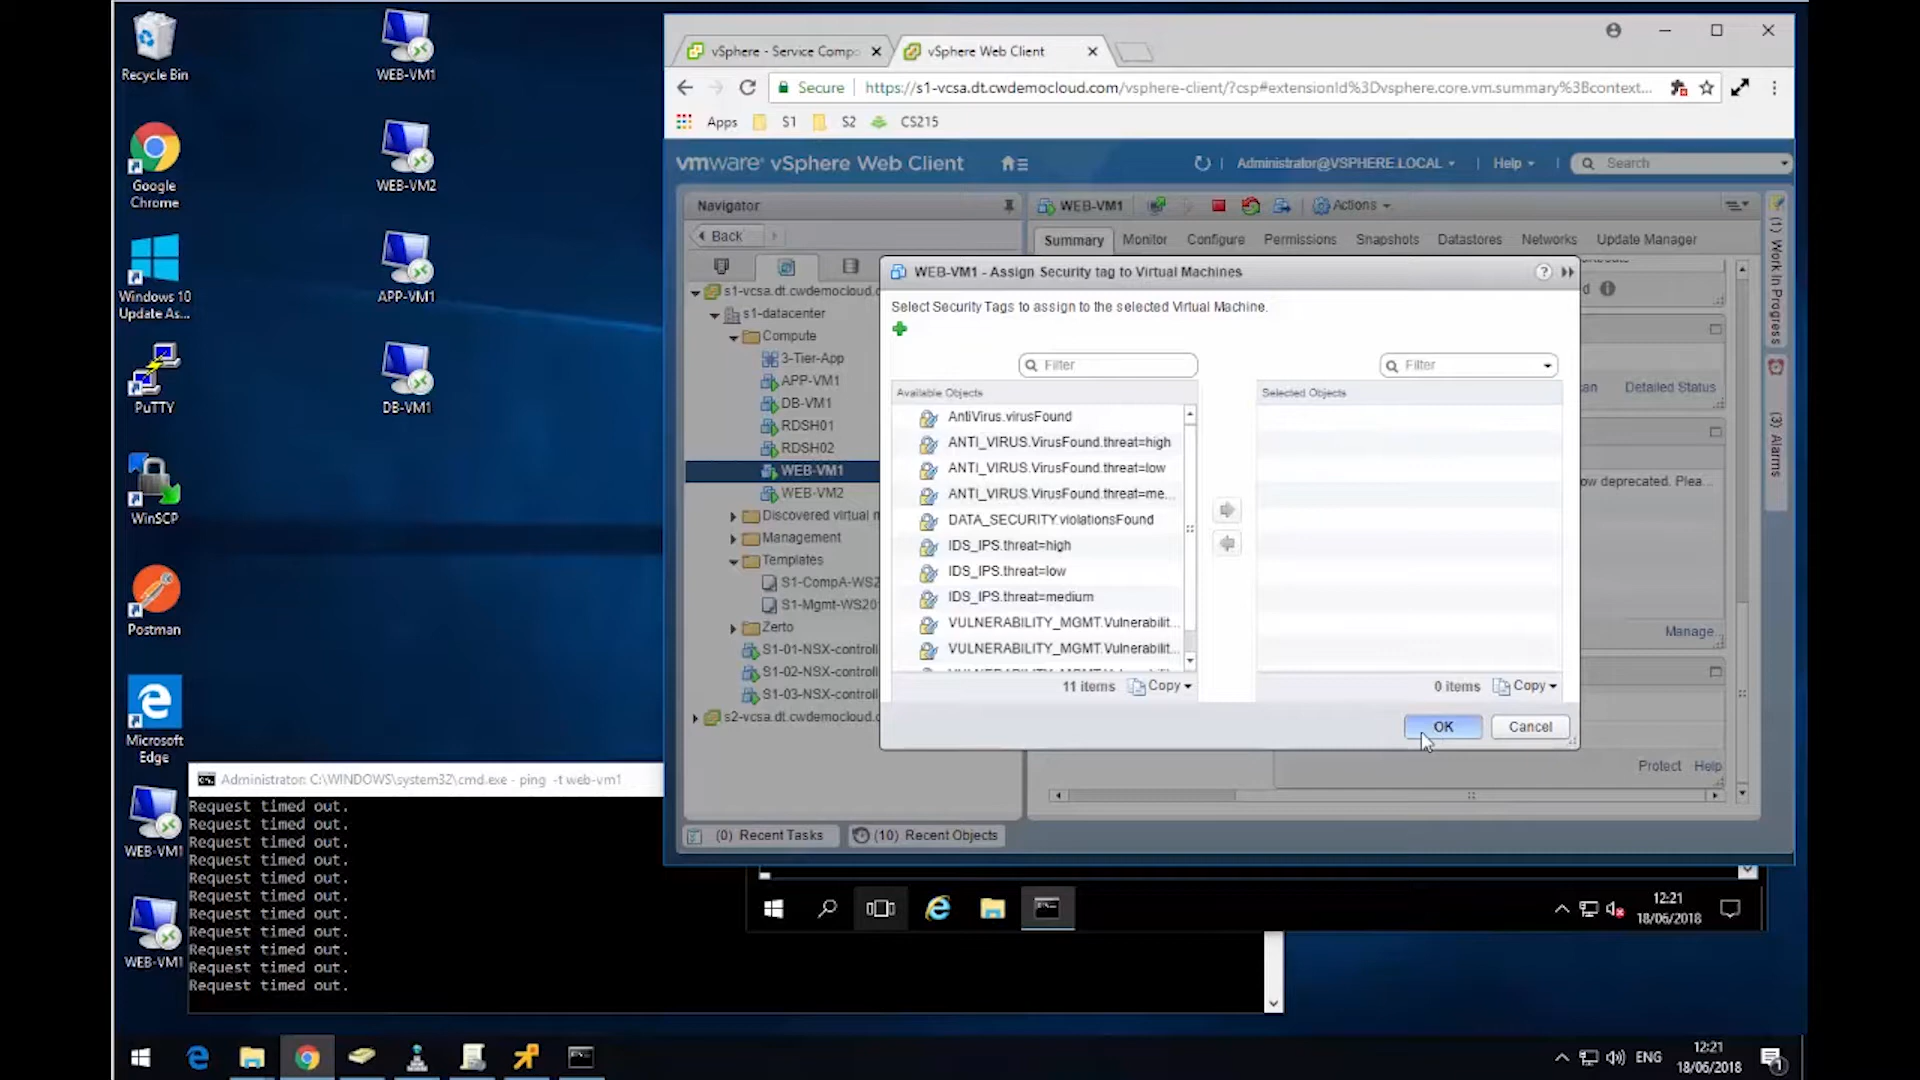 Recycle Bin
WEB-VM1
Google
Chrome
WEB-VM2
Windows 10
Update As...
APP-VM1
PuTTY
DB-VM1
WinSCP
Postman
Microsoft
Edge
WEB-VM1
WEB-VM1
vSphere - Service Comp
vSphere Web Client
Secure
https://s1-vcsa.dt.cwdemocloud.com/vsphere-client/?csp#extensionId%3Dvsphere.core.vm.summary%3Bcontext...
Apps
S1
S2
CS215
vmware vSphere Web Client
Administrator@VSPHERE.LOCAL
Help
Search
Navigator
Back
s1-vcsa.dt.cwdemocloud.c
s1-datacenter
Compute
3-Tier-App
APP-VM1
DB-VM1
RDSH01
RDSH02
WEB-VM1
WEB-VM2
Discovered virtual
Management
Templates
S1-CompA-WS2
S1-Mgmt-WS20
Zerto
S1-01-NSX-controlli
S1-02-NSX-controlli
S1-03-NSX-controlli
s2-vcsa.dt.cwdemocloud.c
WEB-VM1
Actions
Summary
Monitor
Configure
Permissions
Snapshots
Datastores
Networks
Update Manager
WEB-VM1 - Assign Security tag to Virtual Machines
Select Security Tags to assign to the selected Virtual Machine.
Filter
Filter
Available Objects
Selected Objects
AntiVirus.virusFound
ANTI_VIRUS.VirusFound.threat=high
ANTI_VIRUS.VirusFound.threat=low
ANTI_VIRUS.VirusFound.threat=me...
DATA_SECURITY.violationsFound
IDS_IPS.threat=high
IDS_IPS.threat=low
IDS_IPS.threat=medium
VULNERABILITY_MGMT.Vulnerabilit...
VULNERABILITY_MGMT.Vulnerabilit...
11 items
Copy
0 items
Copy
OK
Cancel
Detailed Status
ow deprecated. Plea...
Manage...
Protect
Help
(1) Work In Progress
(3) Alarms
(0) Recent Tasks
(10) Recent Objects
Administrator: C:\WINDOWS\system32\cmd.exe - ping -t web-vm1
Request timed out.
Request timed out.
Request timed out.
Request timed out.
Request timed out.
Request timed out.
Request timed out.
Request timed out.
Request timed out.
Request timed out.
Request timed out.
12:21
18/06/2018
ENG
12:21
18/06/2018
1